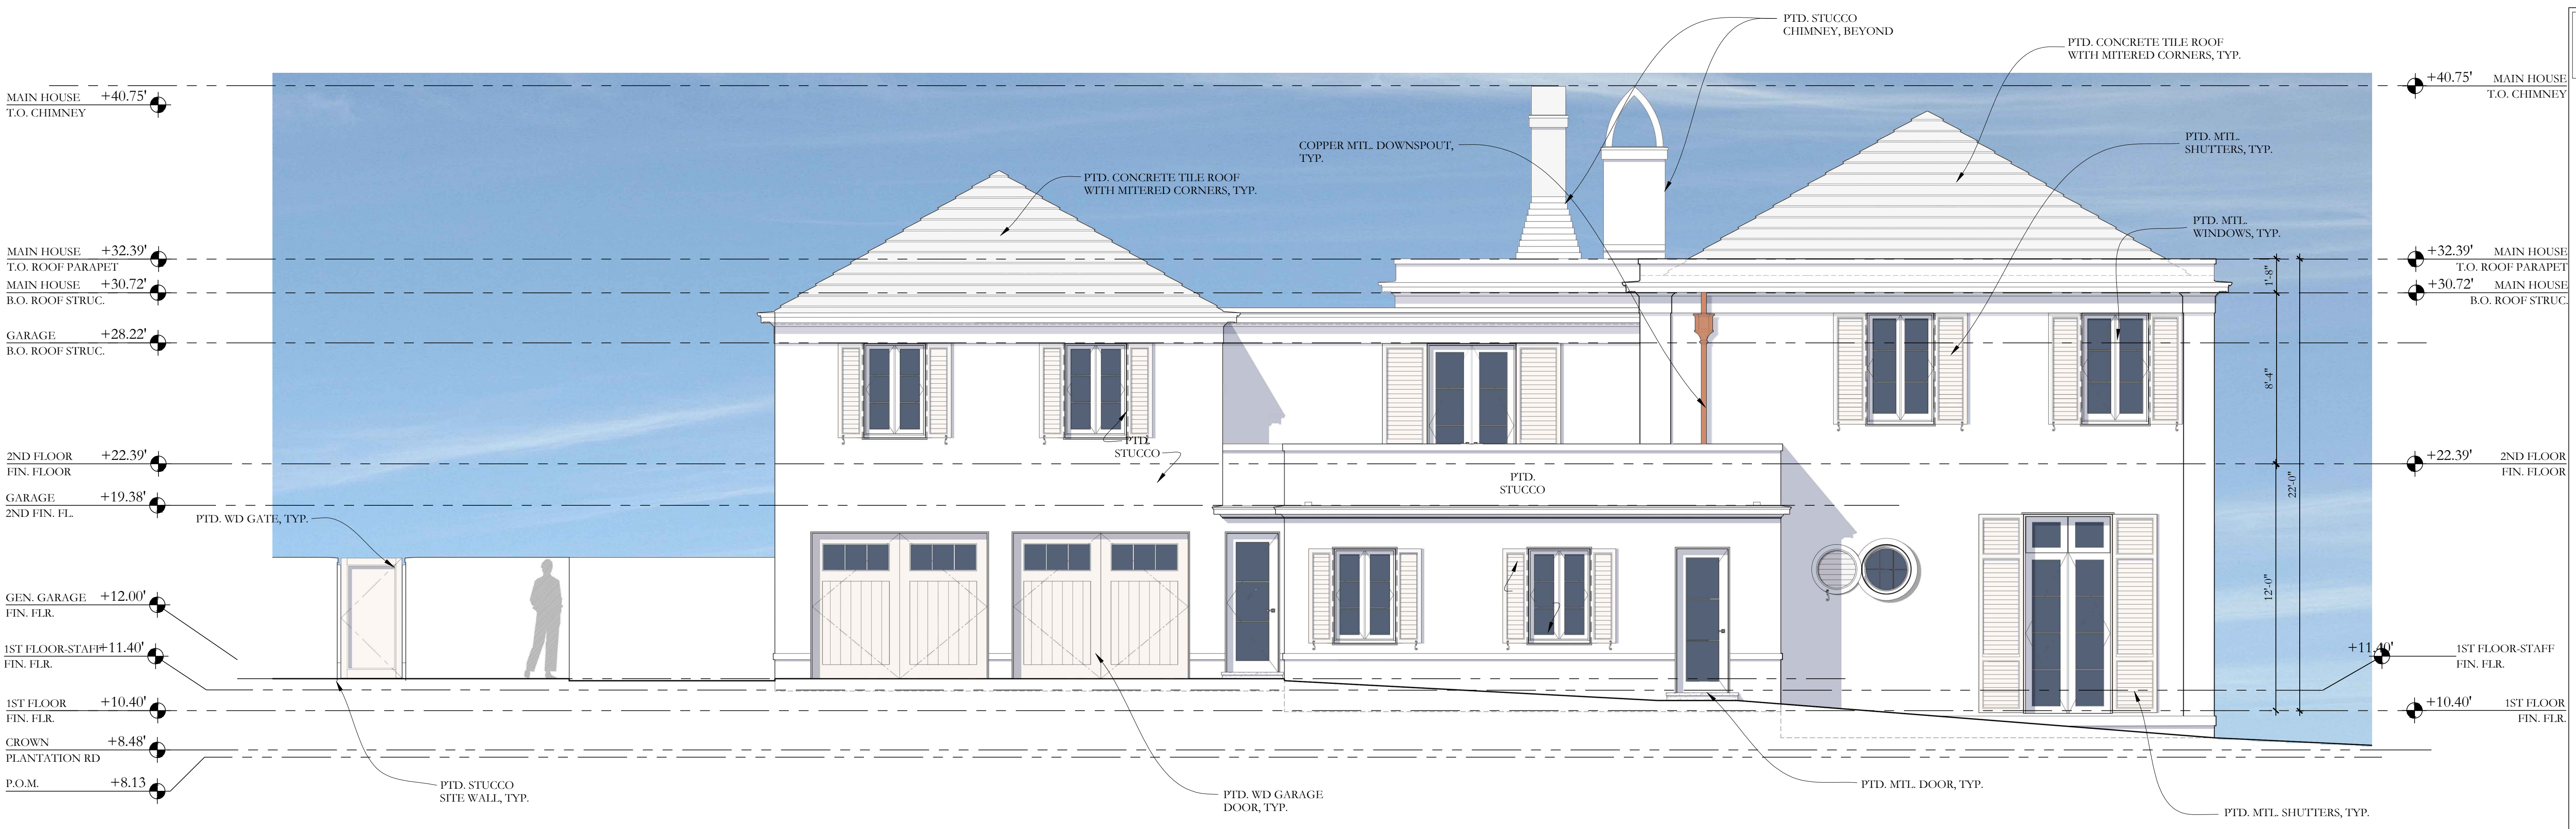 PTD. STUCCO
CHIMNEY, BEYOND
PTD. CONCRETE TILE ROOF
WITH MITERED CORNERS, TYP.
MAIN HOUSE +40.75'
T.O. CHIMNEY
+40.75' MAIN HOUSE
T.O. CHIMNEY
COPPER MTL. DOWNSPOUT,
TYP.
PTD. MTL.
SHUTTERS, TYP.
PTD. CONCRETE TILE ROOF
WITH MITERED CORNERS, TYP.
PTD. MTL.
WINDOWS, TYP.
MAIN HOUSE +32.39'
T.O. ROOF PARAPET
+32.39' MAIN HOUSE
T.O. ROOF PARAPET
1'-8"
MAIN HOUSE +30.72'
B.O. ROOF STRUC.
+30.72' MAIN HOUSE
B.O. ROOF STRUC.
GARAGE +28.22'
B.O. ROOF STRUC.
8'-4"
PTD.
STUCCO
2ND FLOOR +22.39'
FIN. FLOOR
+22.39' 2ND FLOOR
FIN. FLOOR
PTD.
STUCCO
22'-0"
GARAGE +19.38'
2ND FIN. FL.
PTD. WD GATE, TYP.
12'-0"
GEN. GARAGE +12.00'
FIN. FLR.
1ST FLOOR-STAFF +11.40'
FIN. FLR.
+11.40' 1ST FLOOR-STAFF
FIN. FLR.
1ST FLOOR +10.40'
FIN. FLR.
+10.40' 1ST FLOOR
FIN. FLR.
CROWN +8.48'
PLANTATION RD
P.O.M. +8.13
PTD. STUCCO
SITE WALL, TYP.
PTD. WD GARAGE
DOOR, TYP.
PTD. MTL. DOOR, TYP.
PTD. MTL. SHUTTERS, TYP.